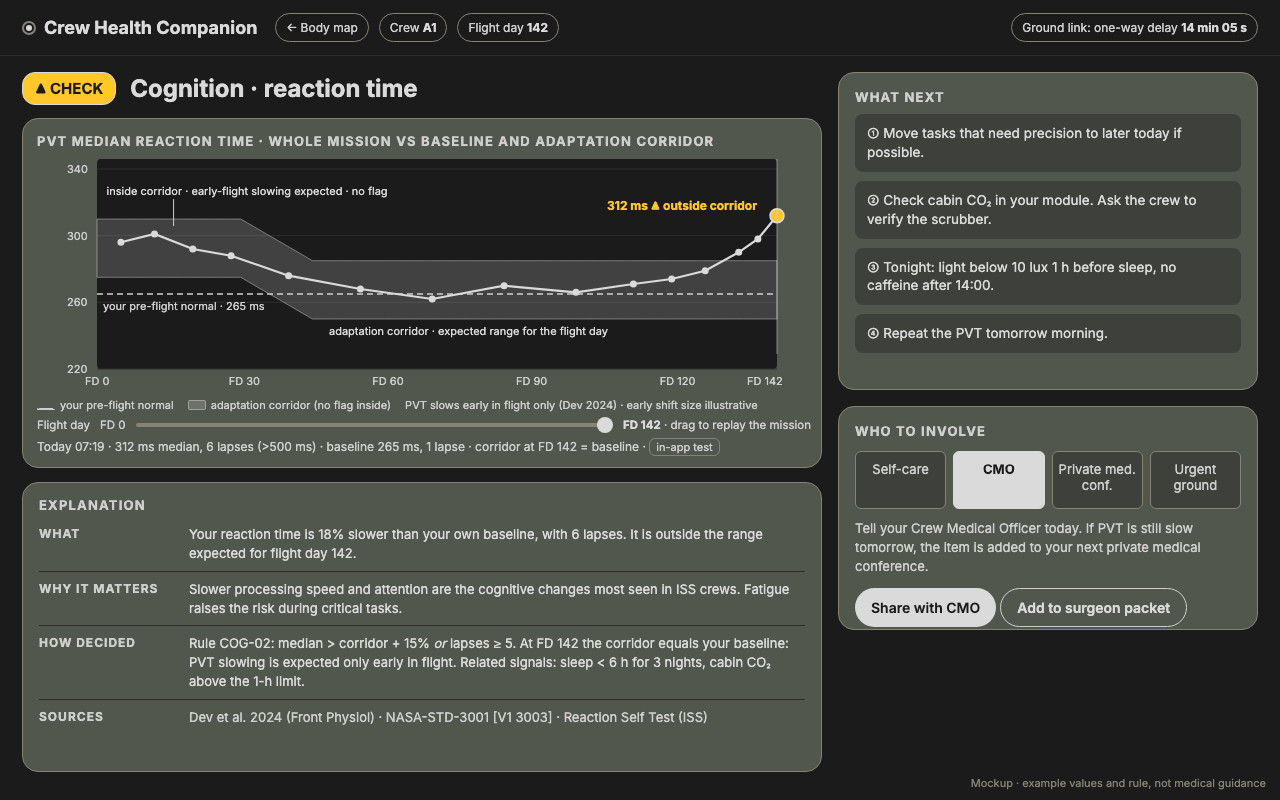 Crew Health Companion
← Body map
Crew A1
Flight day 142
Ground link: one-way delay 14 min 05 s
▲ CHECK
Cognition · reaction time
PVT MEDIAN REACTION TIME · WHOLE MISSION VS BASELINE AND ADAPTATION CORRIDOR
340
300
260
220
inside corridor · early-flight slowing expected · no flag
312 ms ▲ outside corridor
your pre-flight normal · 265 ms
adaptation corridor · expected range for the flight day
FD 0
FD 30
FD 60
FD 90
FD 120
FD 142
your pre-flight normal
adaptation corridor (no flag inside)
PVT slows early in flight only (Dev 2024) · early shift size illustrative
Flight day FD 0
FD 142 · drag to replay the mission
Today 07:19 · 312 ms median, 6 lapses (>500 ms) · baseline 265 ms, 1 lapse · corridor at FD 142 = baseline · in-app test
EXPLANATION
WHAT
Your reaction time is 18% slower than your own baseline, with 6 lapses. It is outside the range
expected for flight day 142.
WHY IT MATTERS
Slower processing speed and attention are the cognitive changes most seen in ISS crews. Fatigue
raises the risk during critical tasks.
HOW DECIDED
Rule COG-02: median > corridor + 15% or lapses ≥ 5. At FD 142 the corridor equals your baseline:
PVT slowing is expected only early in flight. Related signals: sleep < 6 h for 3 nights, cabin CO₂
above the 1-h limit.
SOURCES
Dev et al. 2024 (Front Physiol) · NASA-STD-3001 [V1 3003] · Reaction Self Test (ISS)
WHAT NEXT
① Move tasks that need precision to later today if
possible.
② Check cabin CO₂ in your module. Ask the crew to
verify the scrubber.
③ Tonight: light below 10 lux 1 h before sleep, no
caffeine after 14:00.
④ Repeat the PVT tomorrow morning.
WHO TO INVOLVE
Self-care
CMO
Private med.
conf.
Urgent
ground
Tell your Crew Medical Officer today. If PVT is still slow
tomorrow, the item is added to your next private medical
conference.
Share with CMO
Add to surgeon packet
Mockup · example values and rule, not medical guidance